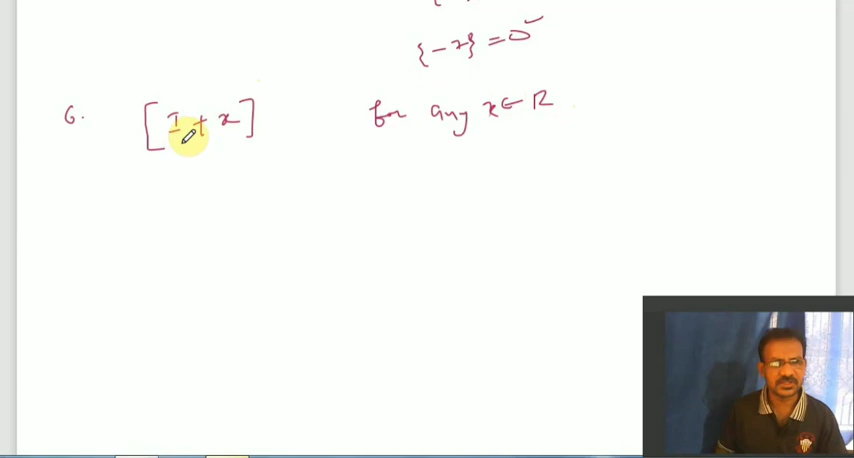 {-x} = 0
6. [I + x] for any x ∈ R